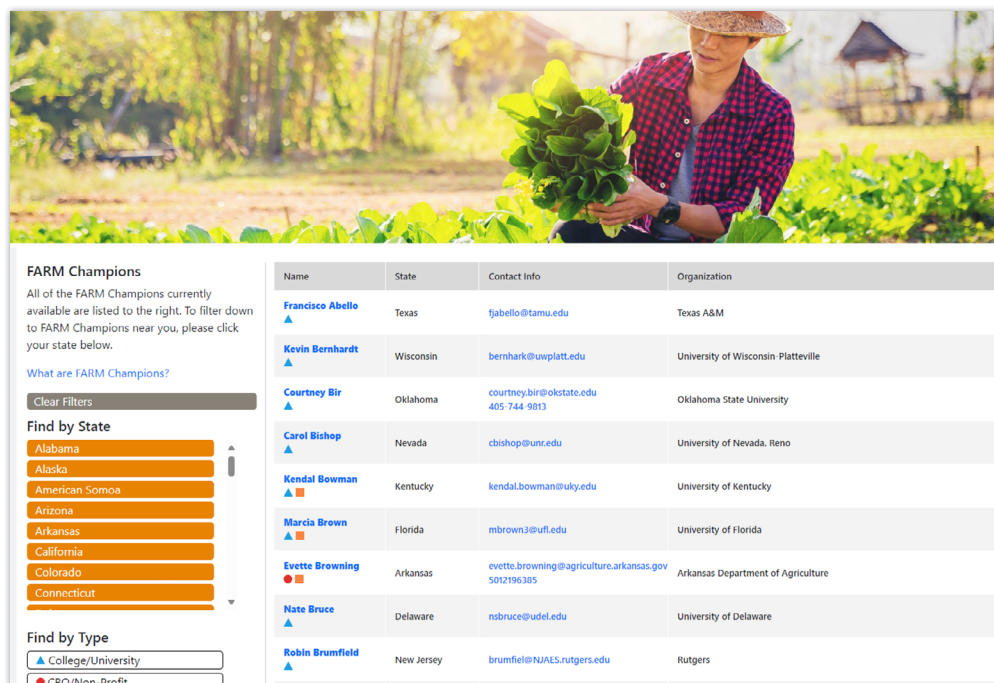 FARM Champions
All of the FARM Champions currently
available are listed to the right. To filter down
to FARM Champions near you, please click
your state below.
What are FARM Champions?
Clear Filters
Find by State
Alabama
Alaska
American Somoa
Arizona
Arkansas
California
Colorado
Connecticut
Find by Type
College/University
CBO/Non-Profit
Name State Contact Info Organization
Francisco Abello Texas fjabello@tamu.edu Texas A&M
Kevin Bernhardt Wisconsin bernhark@uwplatt.edu University of Wisconsin-Platteville
Courtney Bir Oklahoma courtney.bir@okstate.edu Oklahoma State University
405-744-9813
Carol Bishop Nevada cbishop@unr.edu University of Nevada, Reno
Kendal Bowman Kentucky kendal.bowman@uky.edu University of Kentucky
Marcia Brown Florida mbrown3@ufl.edu University of Florida
Evette Browning Arkansas evette.browning@agriculture.arkansas.gov Arkansas Department of Agriculture
5012196385
Nate Bruce Delaware nsbruce@udel.edu University of Delaware
Robin Brumfield New Jersey brumfiel@NJAES.rutgers.edu Rutgers